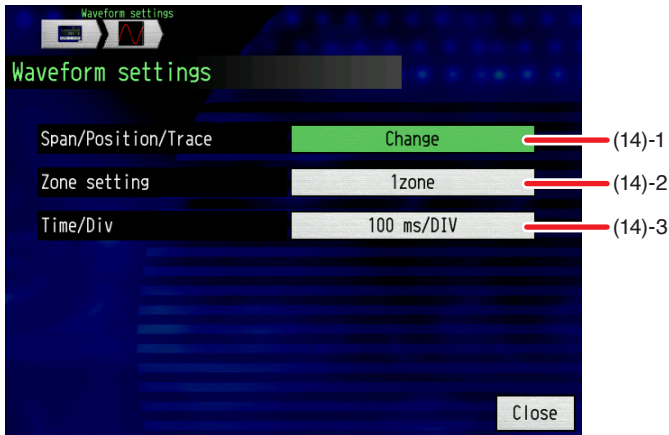 Waveform settings
Waveform settings
Span/Position/Trace Change (14)-1
Zone setting 1zone (14)-2
Time/Div 100 ms/DIV (14)-3
Close